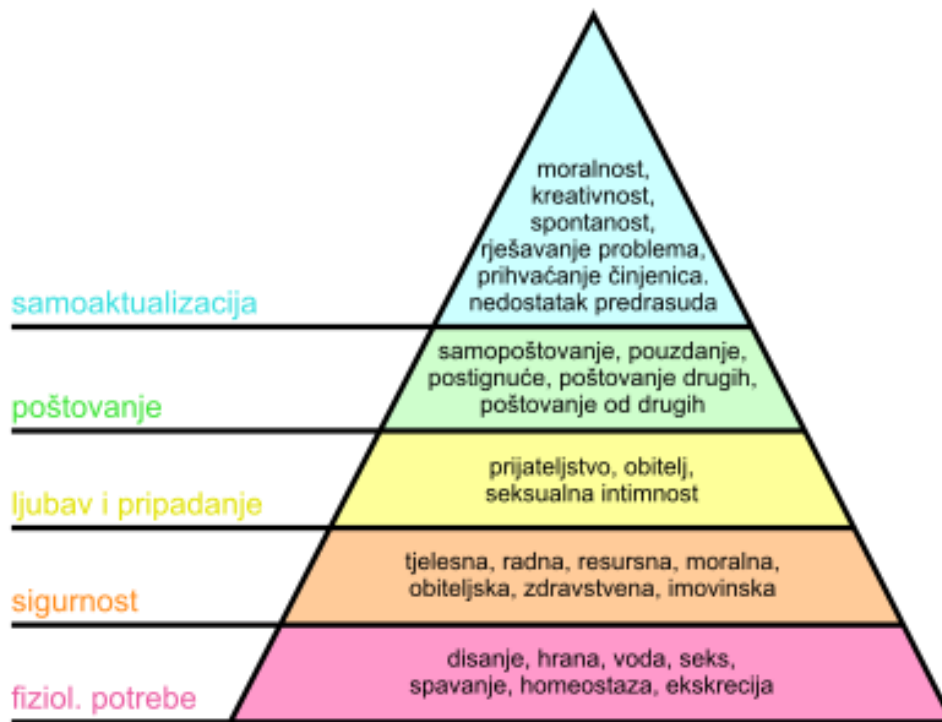 moralnost,
kreativnost,
spontanost,
rješavanje problema,
prihvaćanje činjenica.
nedostatak predrasuda
samoaktualizacija
samopoštovanje, pouzdanje,
postignuće, poštovanje drugih,
poštovanje od drugih
poštovanje
prijateljstvo, obitelj,
seksualna intimnost
ljubav i pripadanje
tjelesna, radna, resursna, moralna,
obiteljska, zdravstvena, imovinska
sigurnost
disanje, hrana, voda, seks,
spavanje, homeostaza, ekskrecija
fiziol. potrebe